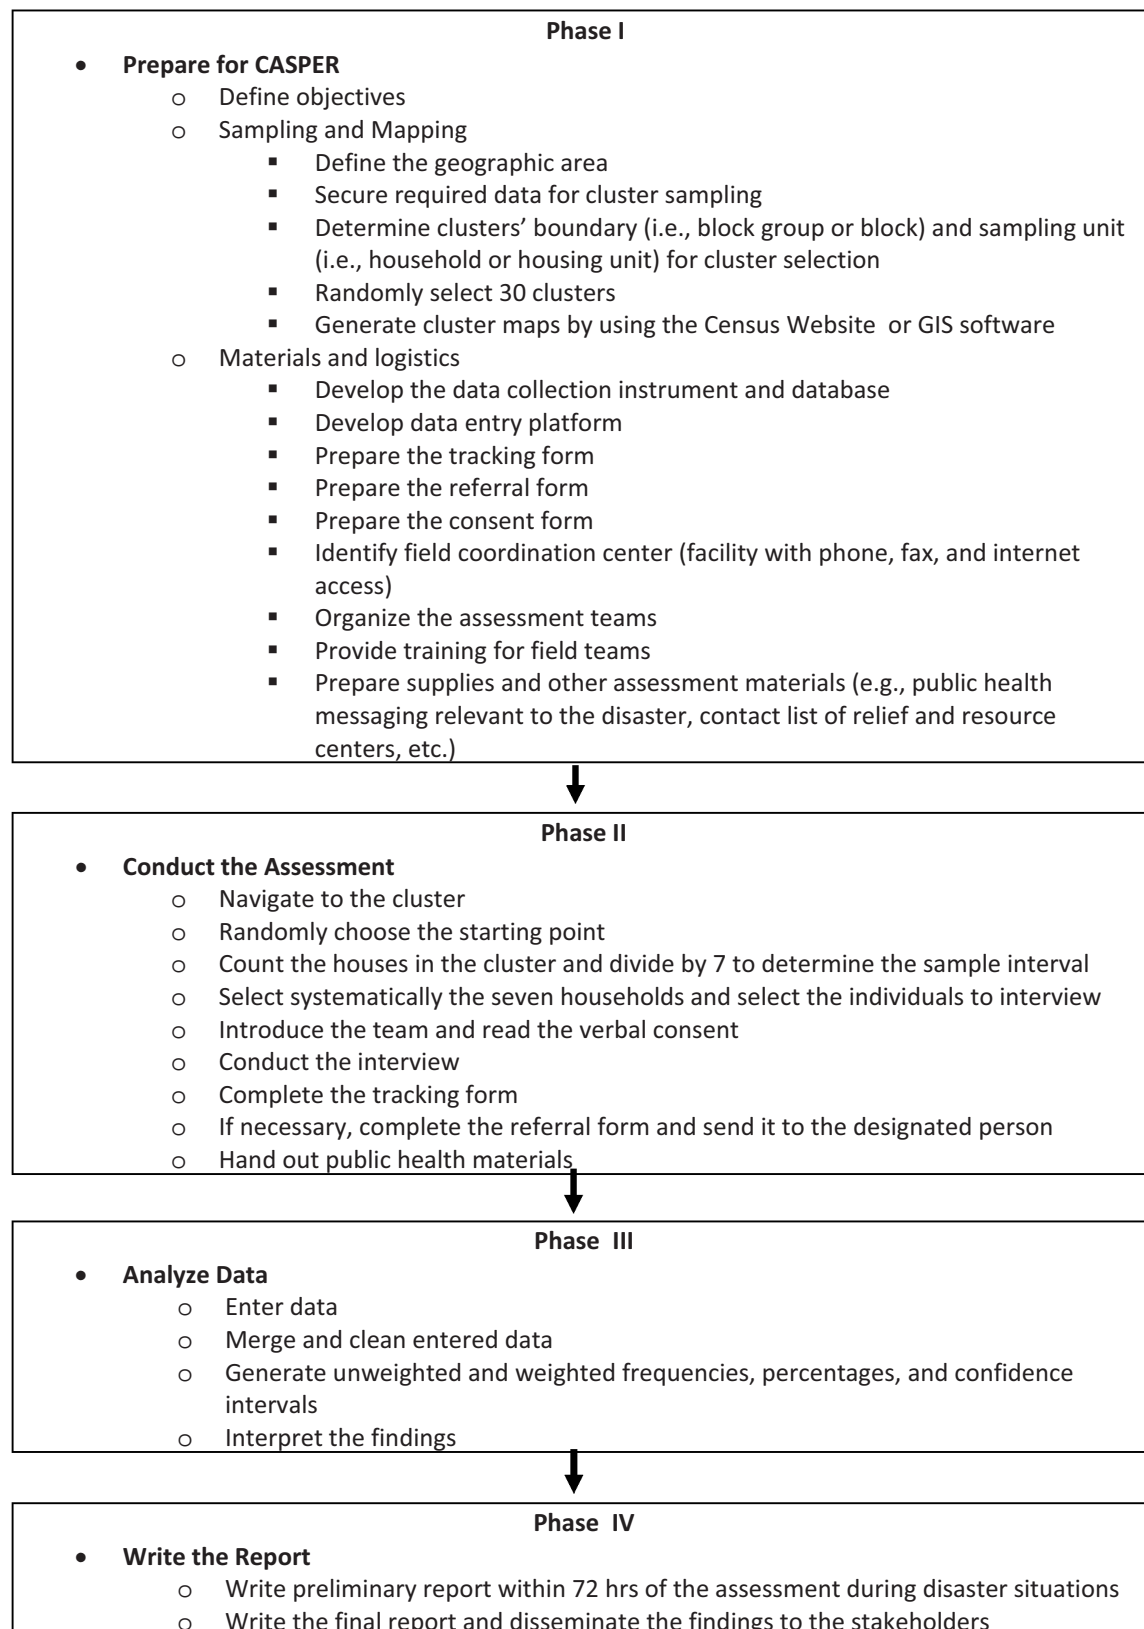 Phase I
• Prepare for CASPER
o Define objectives
o Sampling and Mapping
▪ Define the geographic area
▪ Secure required data for cluster sampling
▪ Determine clusters’ boundary (i.e., block group or block) and sampling unit
(i.e., household or housing unit) for cluster selection
▪ Randomly select 30 clusters
▪ Generate cluster maps by using the Census Website or GIS software
o Materials and logistics
▪ Develop the data collection instrument and database
▪ Develop data entry platform
▪ Prepare the tracking form
▪ Prepare the referral form
▪ Prepare the consent form
▪ Identify field coordination center (facility with phone, fax, and internet
access)
▪ Organize the assessment teams
▪ Provide training for field teams
▪ Prepare supplies and other assessment materials (e.g., public health
messaging relevant to the disaster, contact list of relief and resource
centers, etc.)
Phase II
• Conduct the Assessment
o Navigate to the cluster
o Randomly choose the starting point
o Count the houses in the cluster and divide by 7 to determine the sample interval
o Select systematically the seven households and select the individuals to interview
o Introduce the team and read the verbal consent
o Conduct the interview
o Complete the tracking form
o If necessary, complete the referral form and send it to the designated person
o Hand out public health materials
Phase III
• Analyze Data
o Enter data
o Merge and clean entered data
o Generate unweighted and weighted frequencies, percentages, and confidence
intervals
o Interpret the findings
Phase IV
• Write the Report
o Write preliminary report within 72 hrs of the assessment during disaster situations
o Write the final report and disseminate the findings to the stakeholders